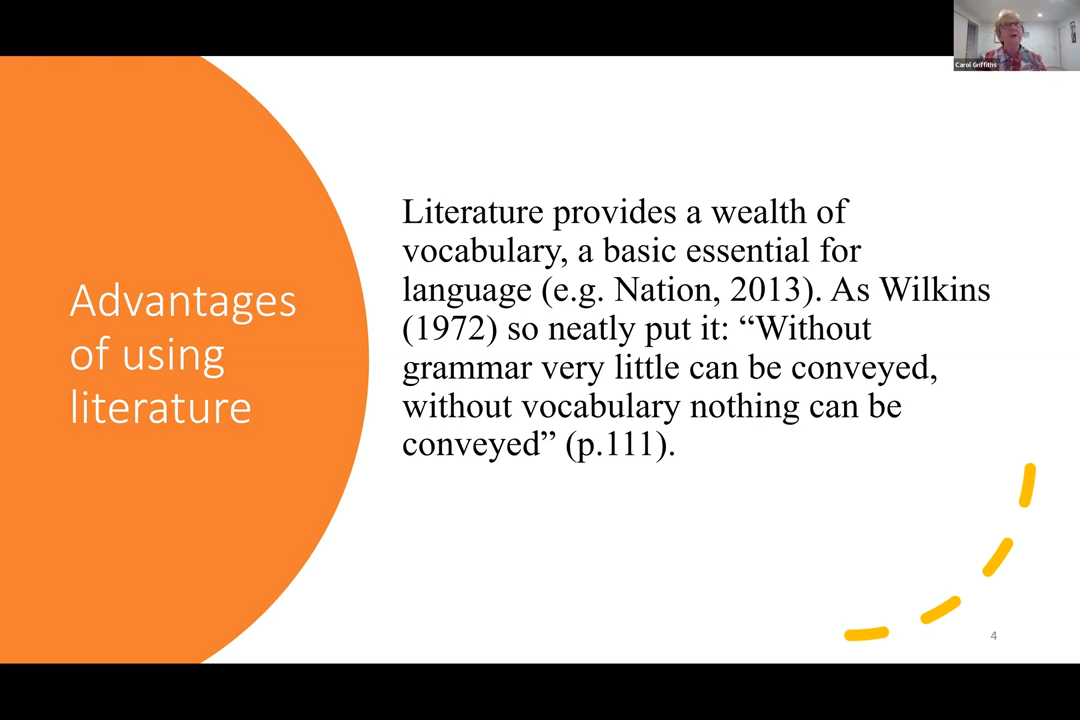 Carol Griffiths
Advantages
of using
literature
Literature provides a wealth of
vocabulary, a basic essential for
language (e.g. Nation, 2013). As Wilkins
(1972) so neatly put it: “Without
grammar very little can be conveyed,
without vocabulary nothing can be
conveyed” (p.111).
4